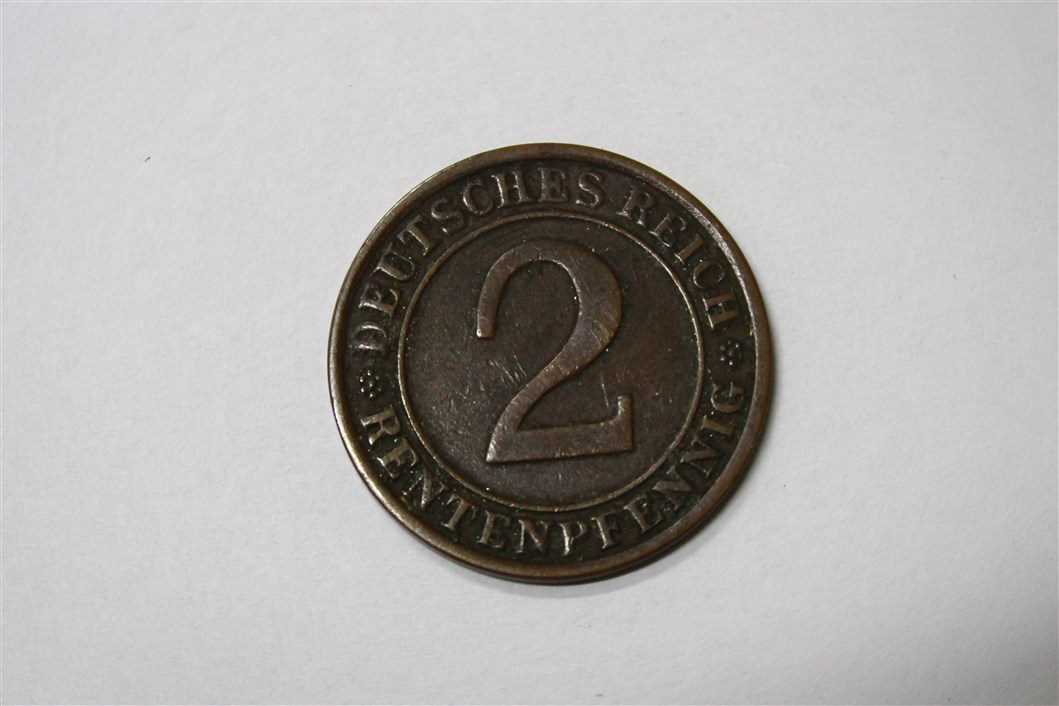 DEUTSCHES REICH
2
RENTENPFENNIG